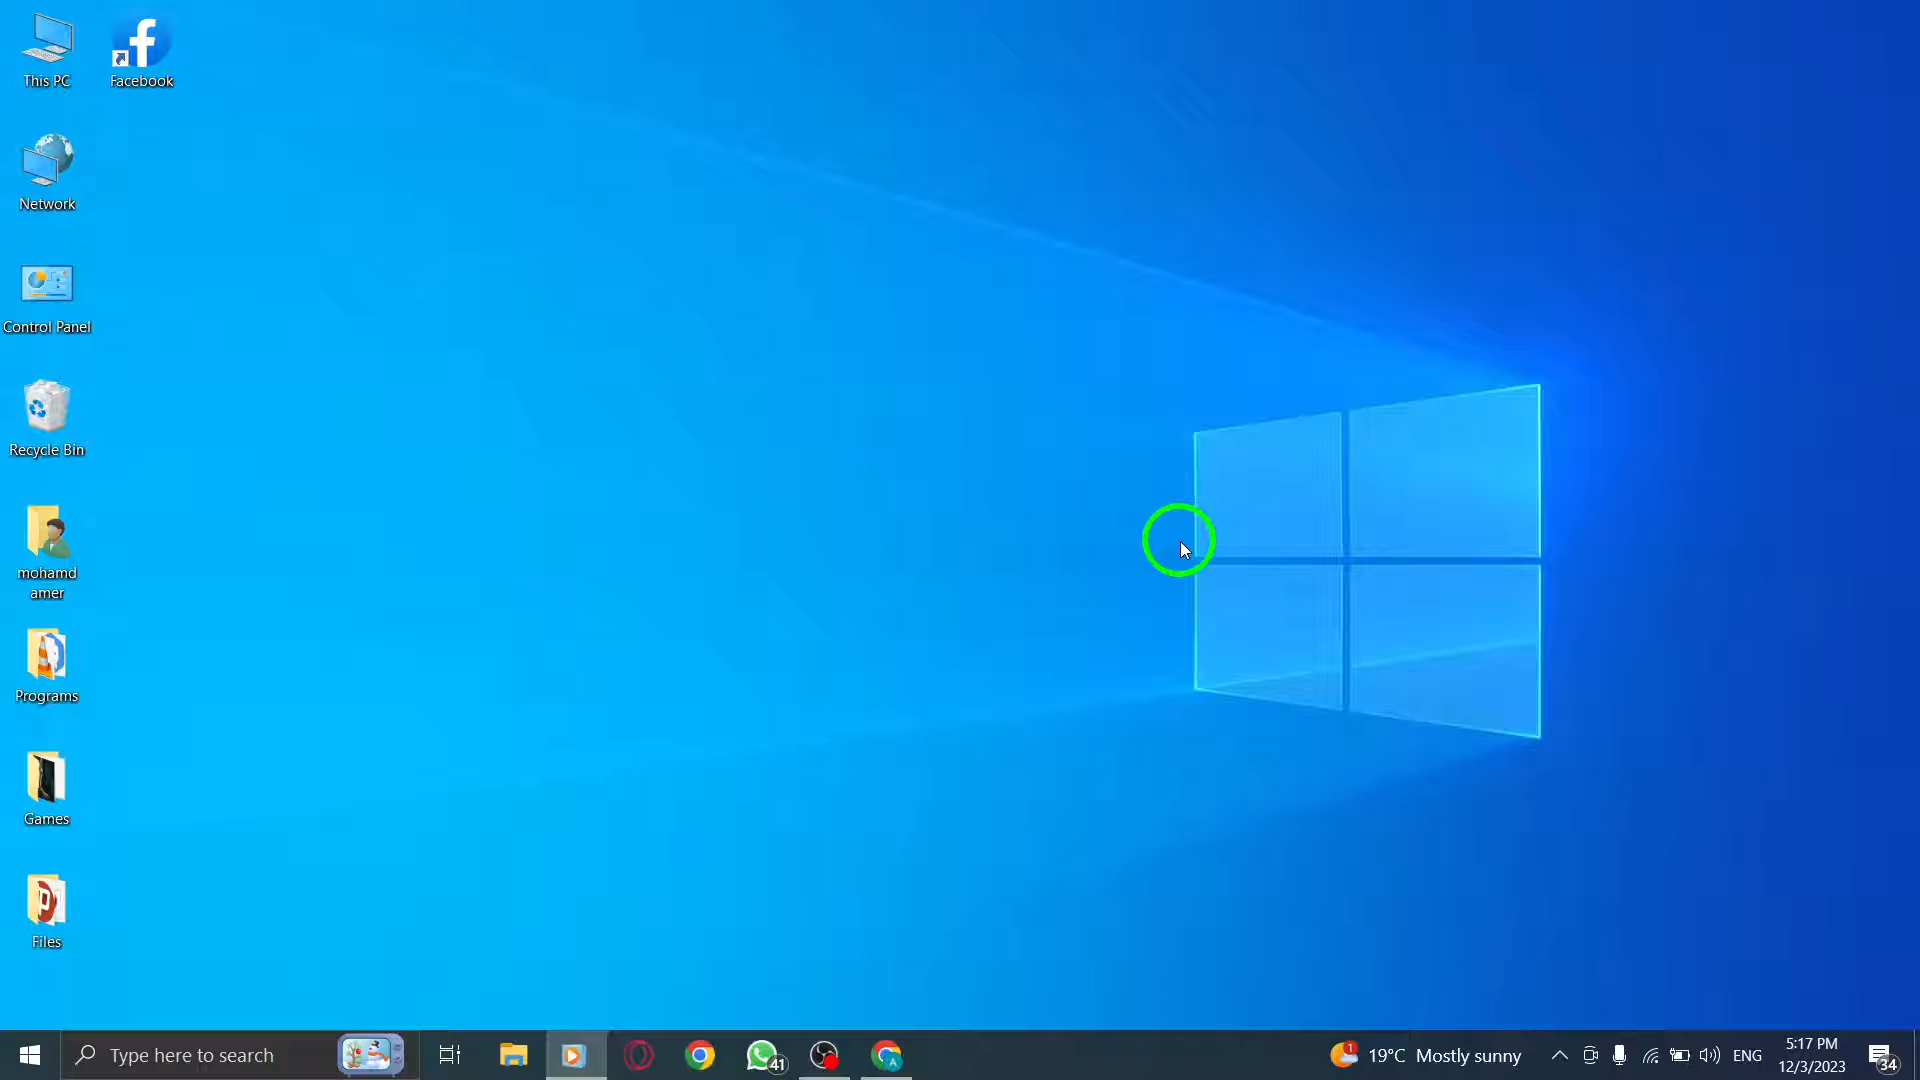 This PC
Facebook
Network
Control Panel
Recycle Bin
mohamd
amer
Programs
Games
Files
Type here to search
41
1
19°C Mostly sunny
ENG
5:17 PM
12/3/2023
34